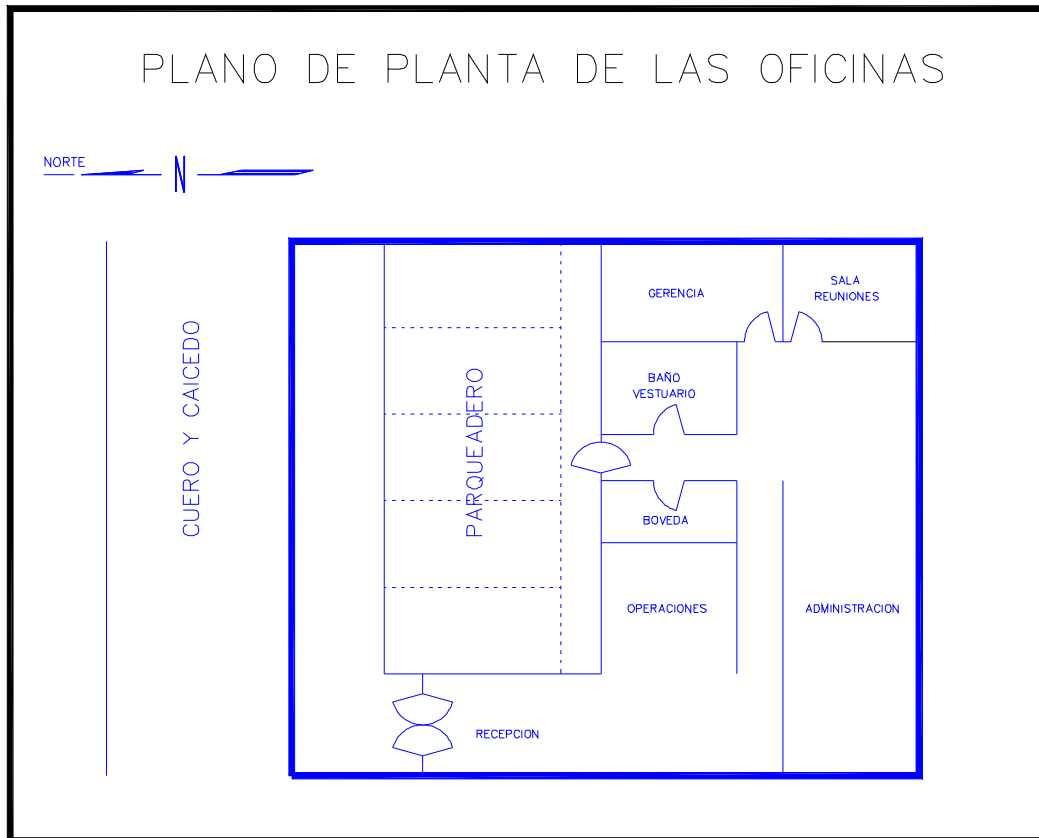 PLANO DE PLANTA DE LAS OFICINAS
NORTE
N
CUERO Y CAICEDO
PARQUEADERO
GERENCIA
SALA
REUNIONES
BAÑO
VESTUARIO
BOVEDA
OPERACIONES
ADMINISTRACION
RECEPCION